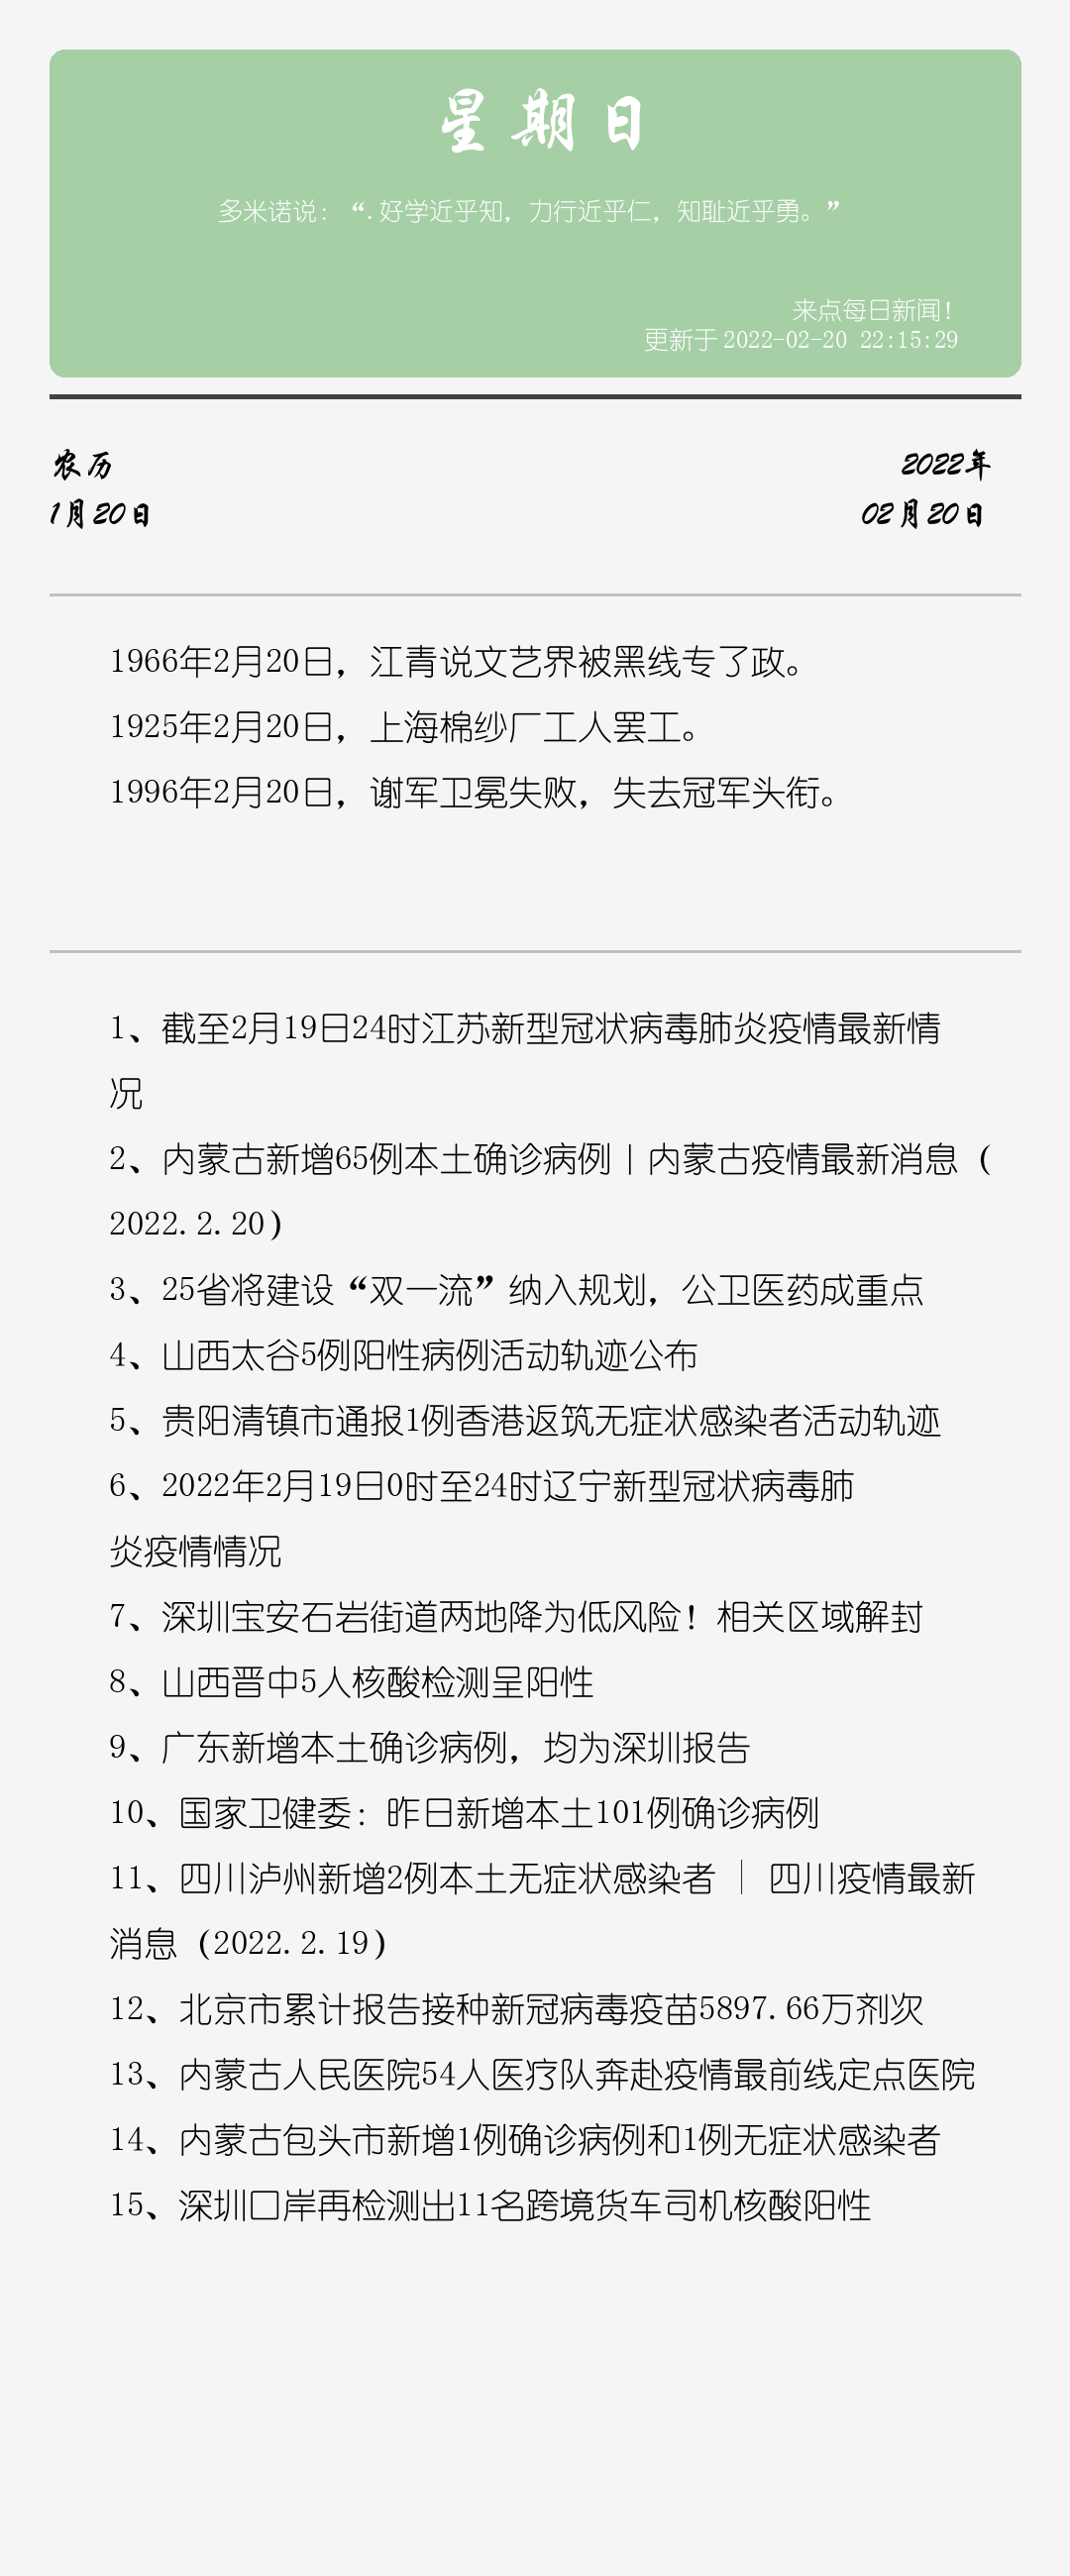 星期日
多米诺说：“.好学近乎知，力行近乎仁，知耻近乎勇。”
来点每日新闻！
更新于 2022-02-20 22:15:29
农历
2022年
1月20日
02月20日
1966年2月20日，江青说文艺界被黑线专了政。
1925年2月20日，上海棉纱厂工人罢工。
1996年2月20日，谢军卫冕失败，失去冠军头衔。
1、截至2月19日24时江苏新型冠状病毒肺炎疫情最新情
况
2、内蒙古新增65例本土确诊病例丨内蒙古疫情最新消息（
2022.2.20）
3、25省将建设“双一流”纳入规划，公卫医药成重点
4、山西太谷5例阳性病例活动轨迹公布
5、贵阳清镇市通报1例香港返筑无症状感染者活动轨迹
6、2022年2月19日0时至24时辽宁新型冠状病毒肺
炎疫情情况
7、深圳宝安石岩街道两地降为低风险！相关区域解封
8、山西晋中5人核酸检测呈阳性
9、广东新增本土确诊病例，均为深圳报告
10、国家卫健委：昨日新增本土101例确诊病例
11、四川泸州新增2例本土无症状感染者 │ 四川疫情最新
消息（2022.2.19）
12、北京市累计报告接种新冠病毒疫苗5897.66万剂次
13、内蒙古人民医院54人医疗队奔赴疫情最前线定点医院
14、内蒙古包头市新增1例确诊病例和1例无症状感染者
15、深圳口岸再检测出11名跨境货车司机核酸阳性